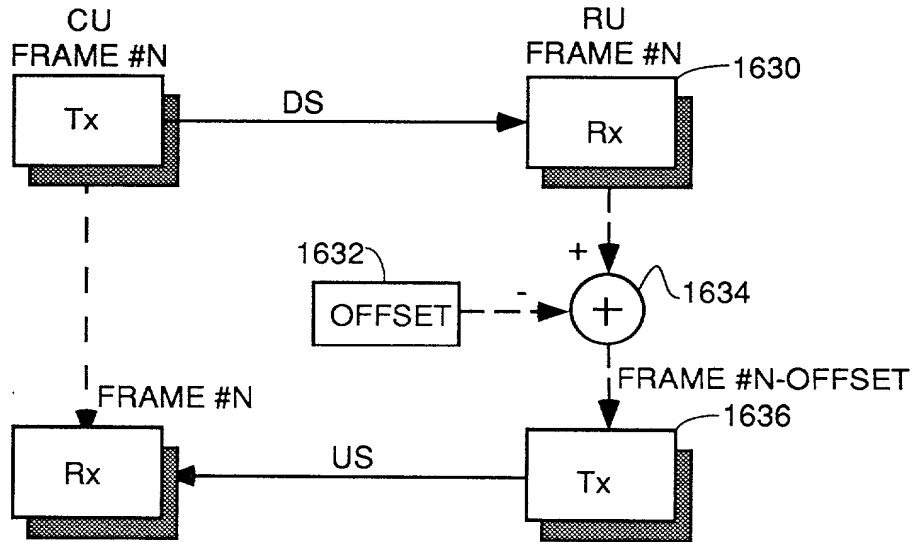 CU
FRAME #N
RU
FRAME #N
1630
Tx
DS
Rx
1632
+
-
OFFSET
+
1634
FRAME #N
FRAME #N-OFFSET
1636
Rx
US
Tx